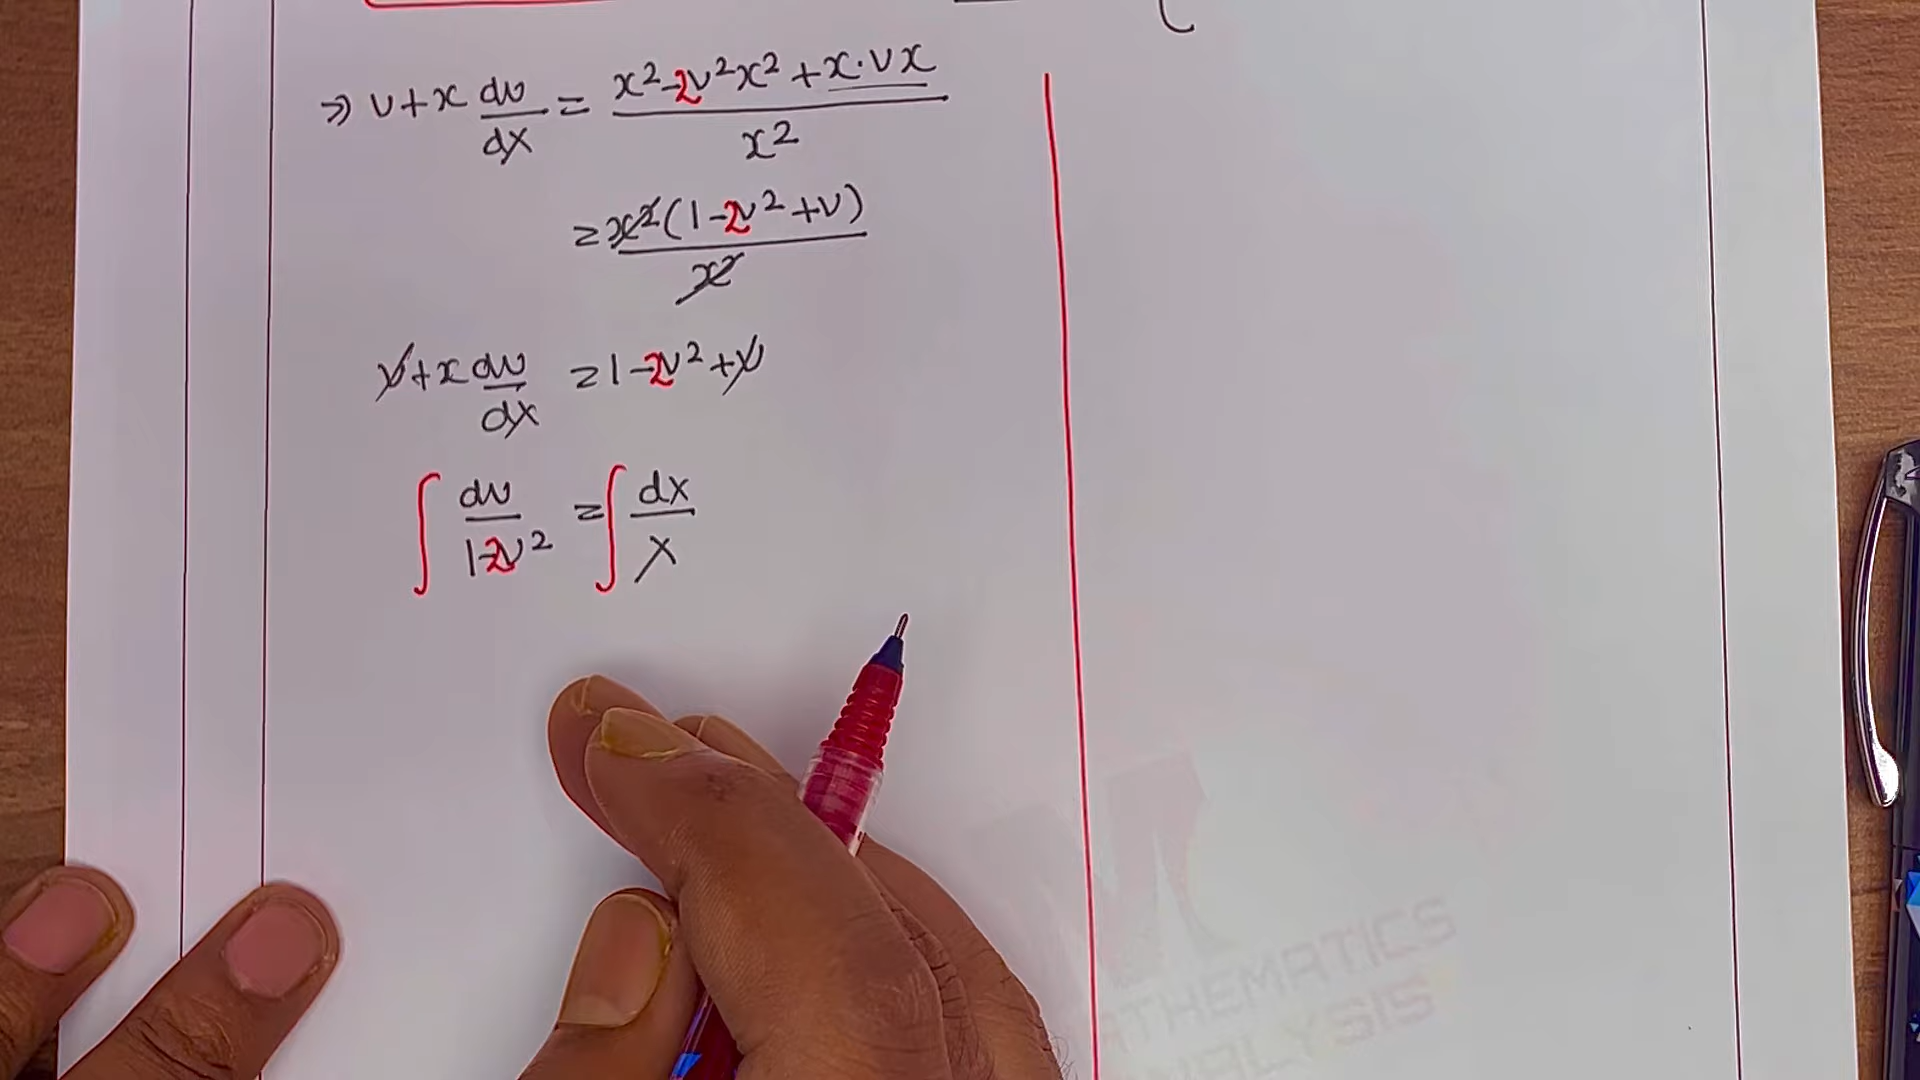 ⇒ v+x dv/dx = x²-2v²x²+x·vx / x²
= x²(1-2v²+v) / x²
v+x dv/dx = 1-2v²+v
∫ dv/1-2v² = ∫ dx/x
MATHEMATICS
ANALYSIS